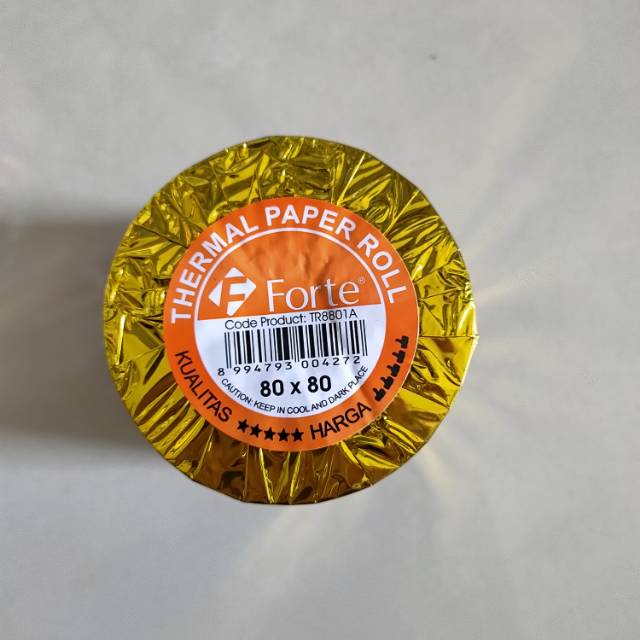 THERMAL PAPER ROLL
Forte®
Code Product: TR8801A
8 994793 004272
80 x 80
CAUTION: KEEP IN COOL AND DARK PLACE
KUALITAS ★★★★★ HARGA